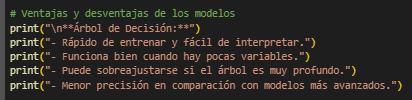 # Ventajas y desventajas de los modelos
print("\n**Árbol de Decisión:**")
print("- Rápido de entrenar y fácil de interpretar.")
print("- Funciona bien cuando hay pocas variables.")
print("- Puede sobreajustarse si el árbol es muy profundo.")
print("- Menor precisión en comparación con modelos más avanzados.")